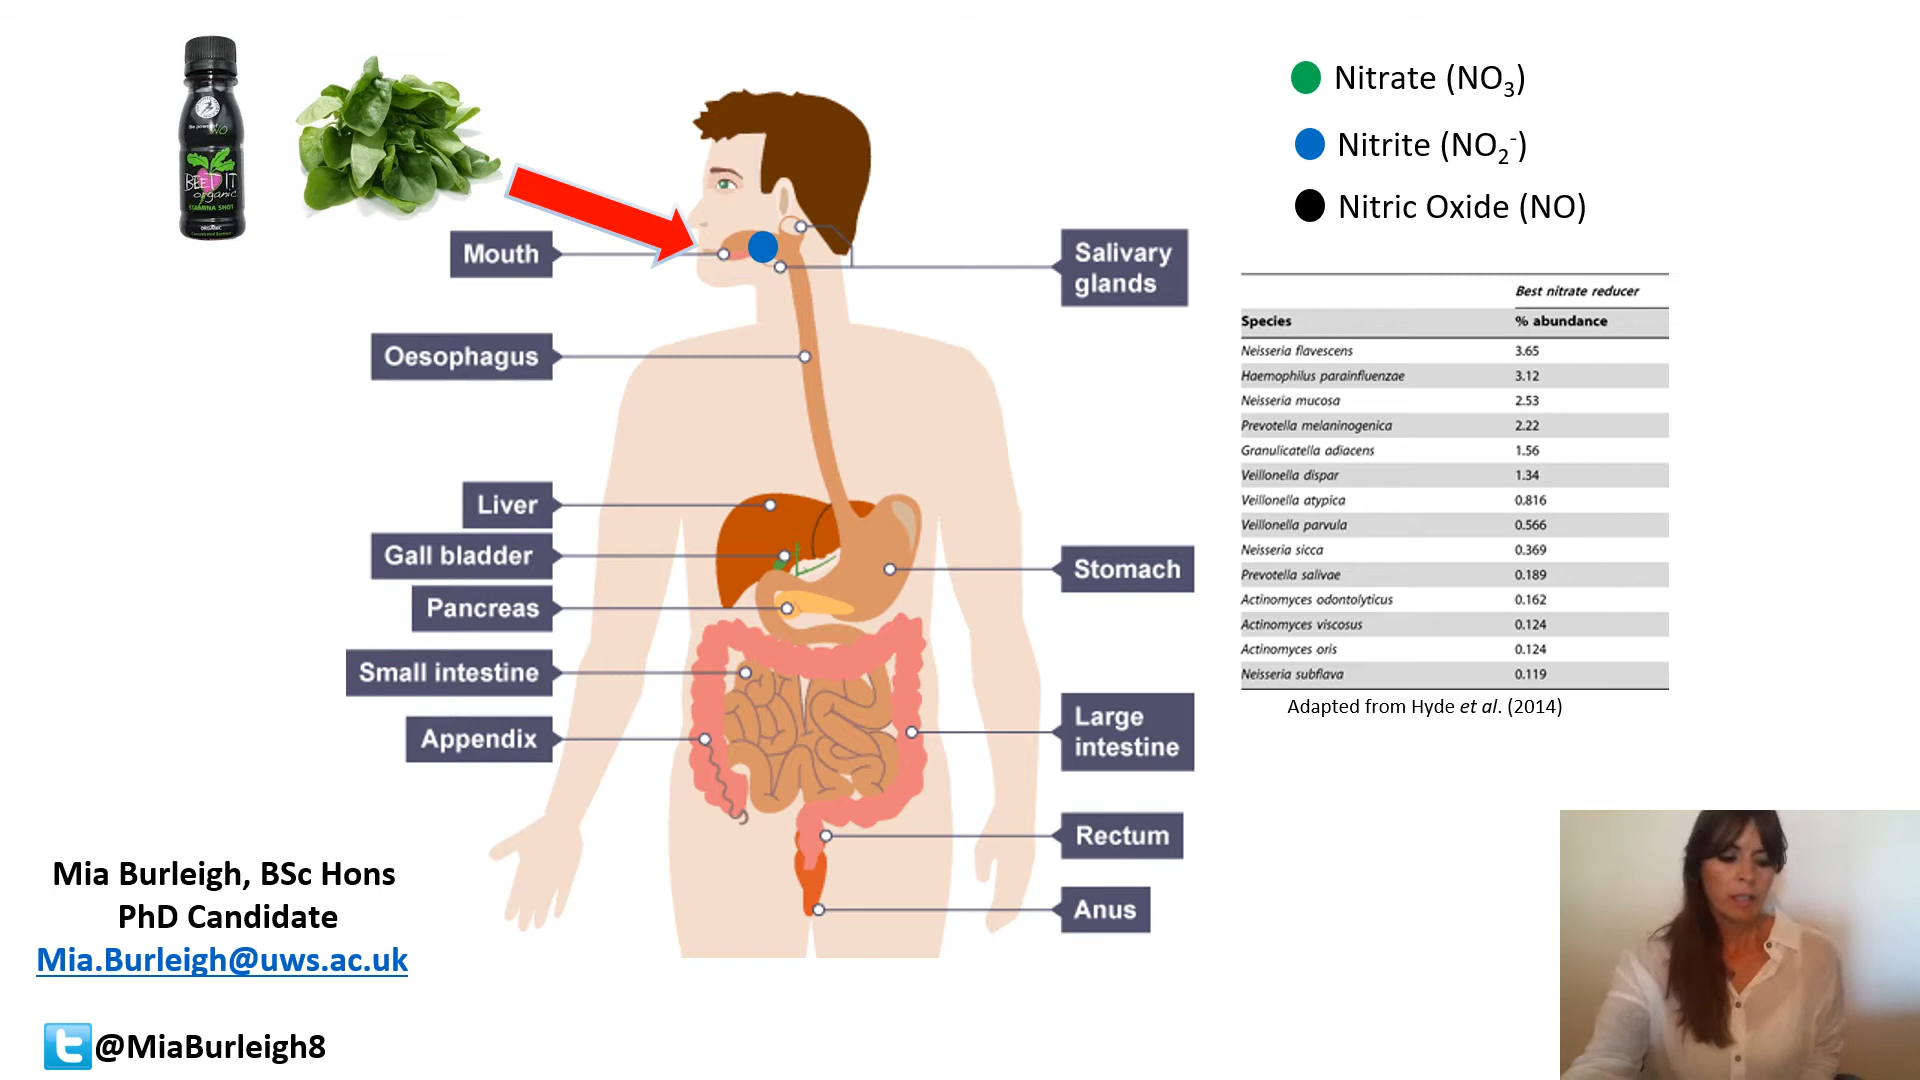 the power of NO
BEET IT
organic
STAMINA SHOT
ORGANIC
Nitrate (NO3)
Nitrite (NO2-)
Nitric Oxide (NO)
Mouth
Oesophagus
Liver
Gall bladder
Pancreas
Small intestine
Appendix
Salivary
glands
Stomach
Large
intestine
Rectum
Anus
Best nitrate reducer
Species % abundance
Neisseria flavescens 3.65
Haemophilus parainfluenzae 3.12
Neisseria mucosa 2.53
Prevotella melaninogenica 2.22
Granulicatella adiacens 1.56
Veillonella dispar 1.34
Veillonella atypica 0.816
Veillonella parvula 0.566
Neisseria sicca 0.369
Prevotella salivae 0.189
Actinomyces odontolyticus 0.162
Actinomyces viscosus 0.124
Actinomyces oris 0.124
Neisseria subflava 0.119
Adapted from Hyde et al. (2014)
Mia Burleigh, BSc Hons
PhD Candidate
Mia.Burleigh@uws.ac.uk
@MiaBurleigh8